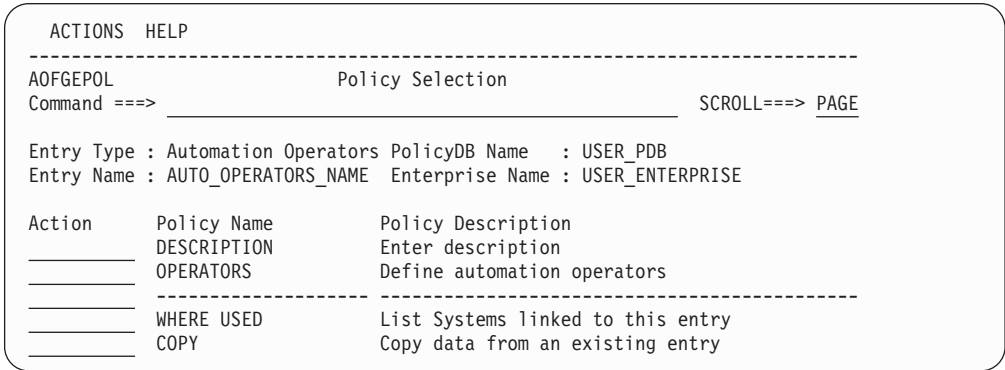 ACTIONS HELP
--------------------------------------------------------------------------------
AOFGEPOL Policy Selection
Command ===> SCROLL===> PAGE
Entry Type : Automation Operators PolicyDB Name : USER_PDB
Entry Name : AUTO_OPERATORS_NAME Enterprise Name : USER_ENTERPRISE
Action Policy Name Policy Description
DESCRIPTION Enter description
OPERATORS Define automation operators
-------------------- ---------------------------------------------
WHERE USED List Systems linked to this entry
COPY Copy data from an existing entry